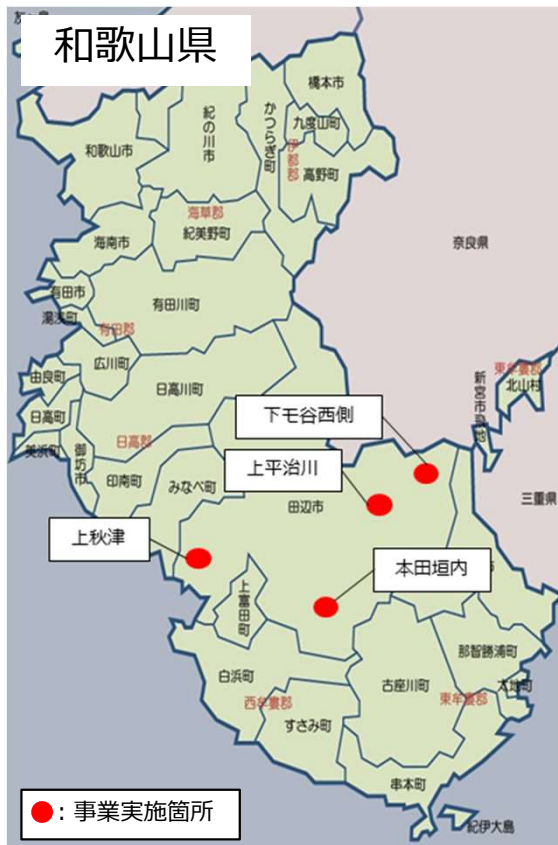 和歌山県
橋本市
九度山町
かつらぎ町
伊都郡
高野町
紀の川市
和歌山市
海草郡
紀美野町
海南市
奈良県
有田市
有田川町
湯浅町
有田郡
広川町
由良町
日高川町
東牟婁郡
北山村
新宮市飛地
日高町
美浜町
御坊市
日高郡
印南町
みなべ町
下モ谷西側
上平治川
田辺市
三重県
上秋津
本田垣内
上富田町
市
那智勝浦町
太地町
白浜町
古座川町
西牟婁郡
東牟婁郡
すさみ町
串本町
紀伊大島
：事業実施箇所